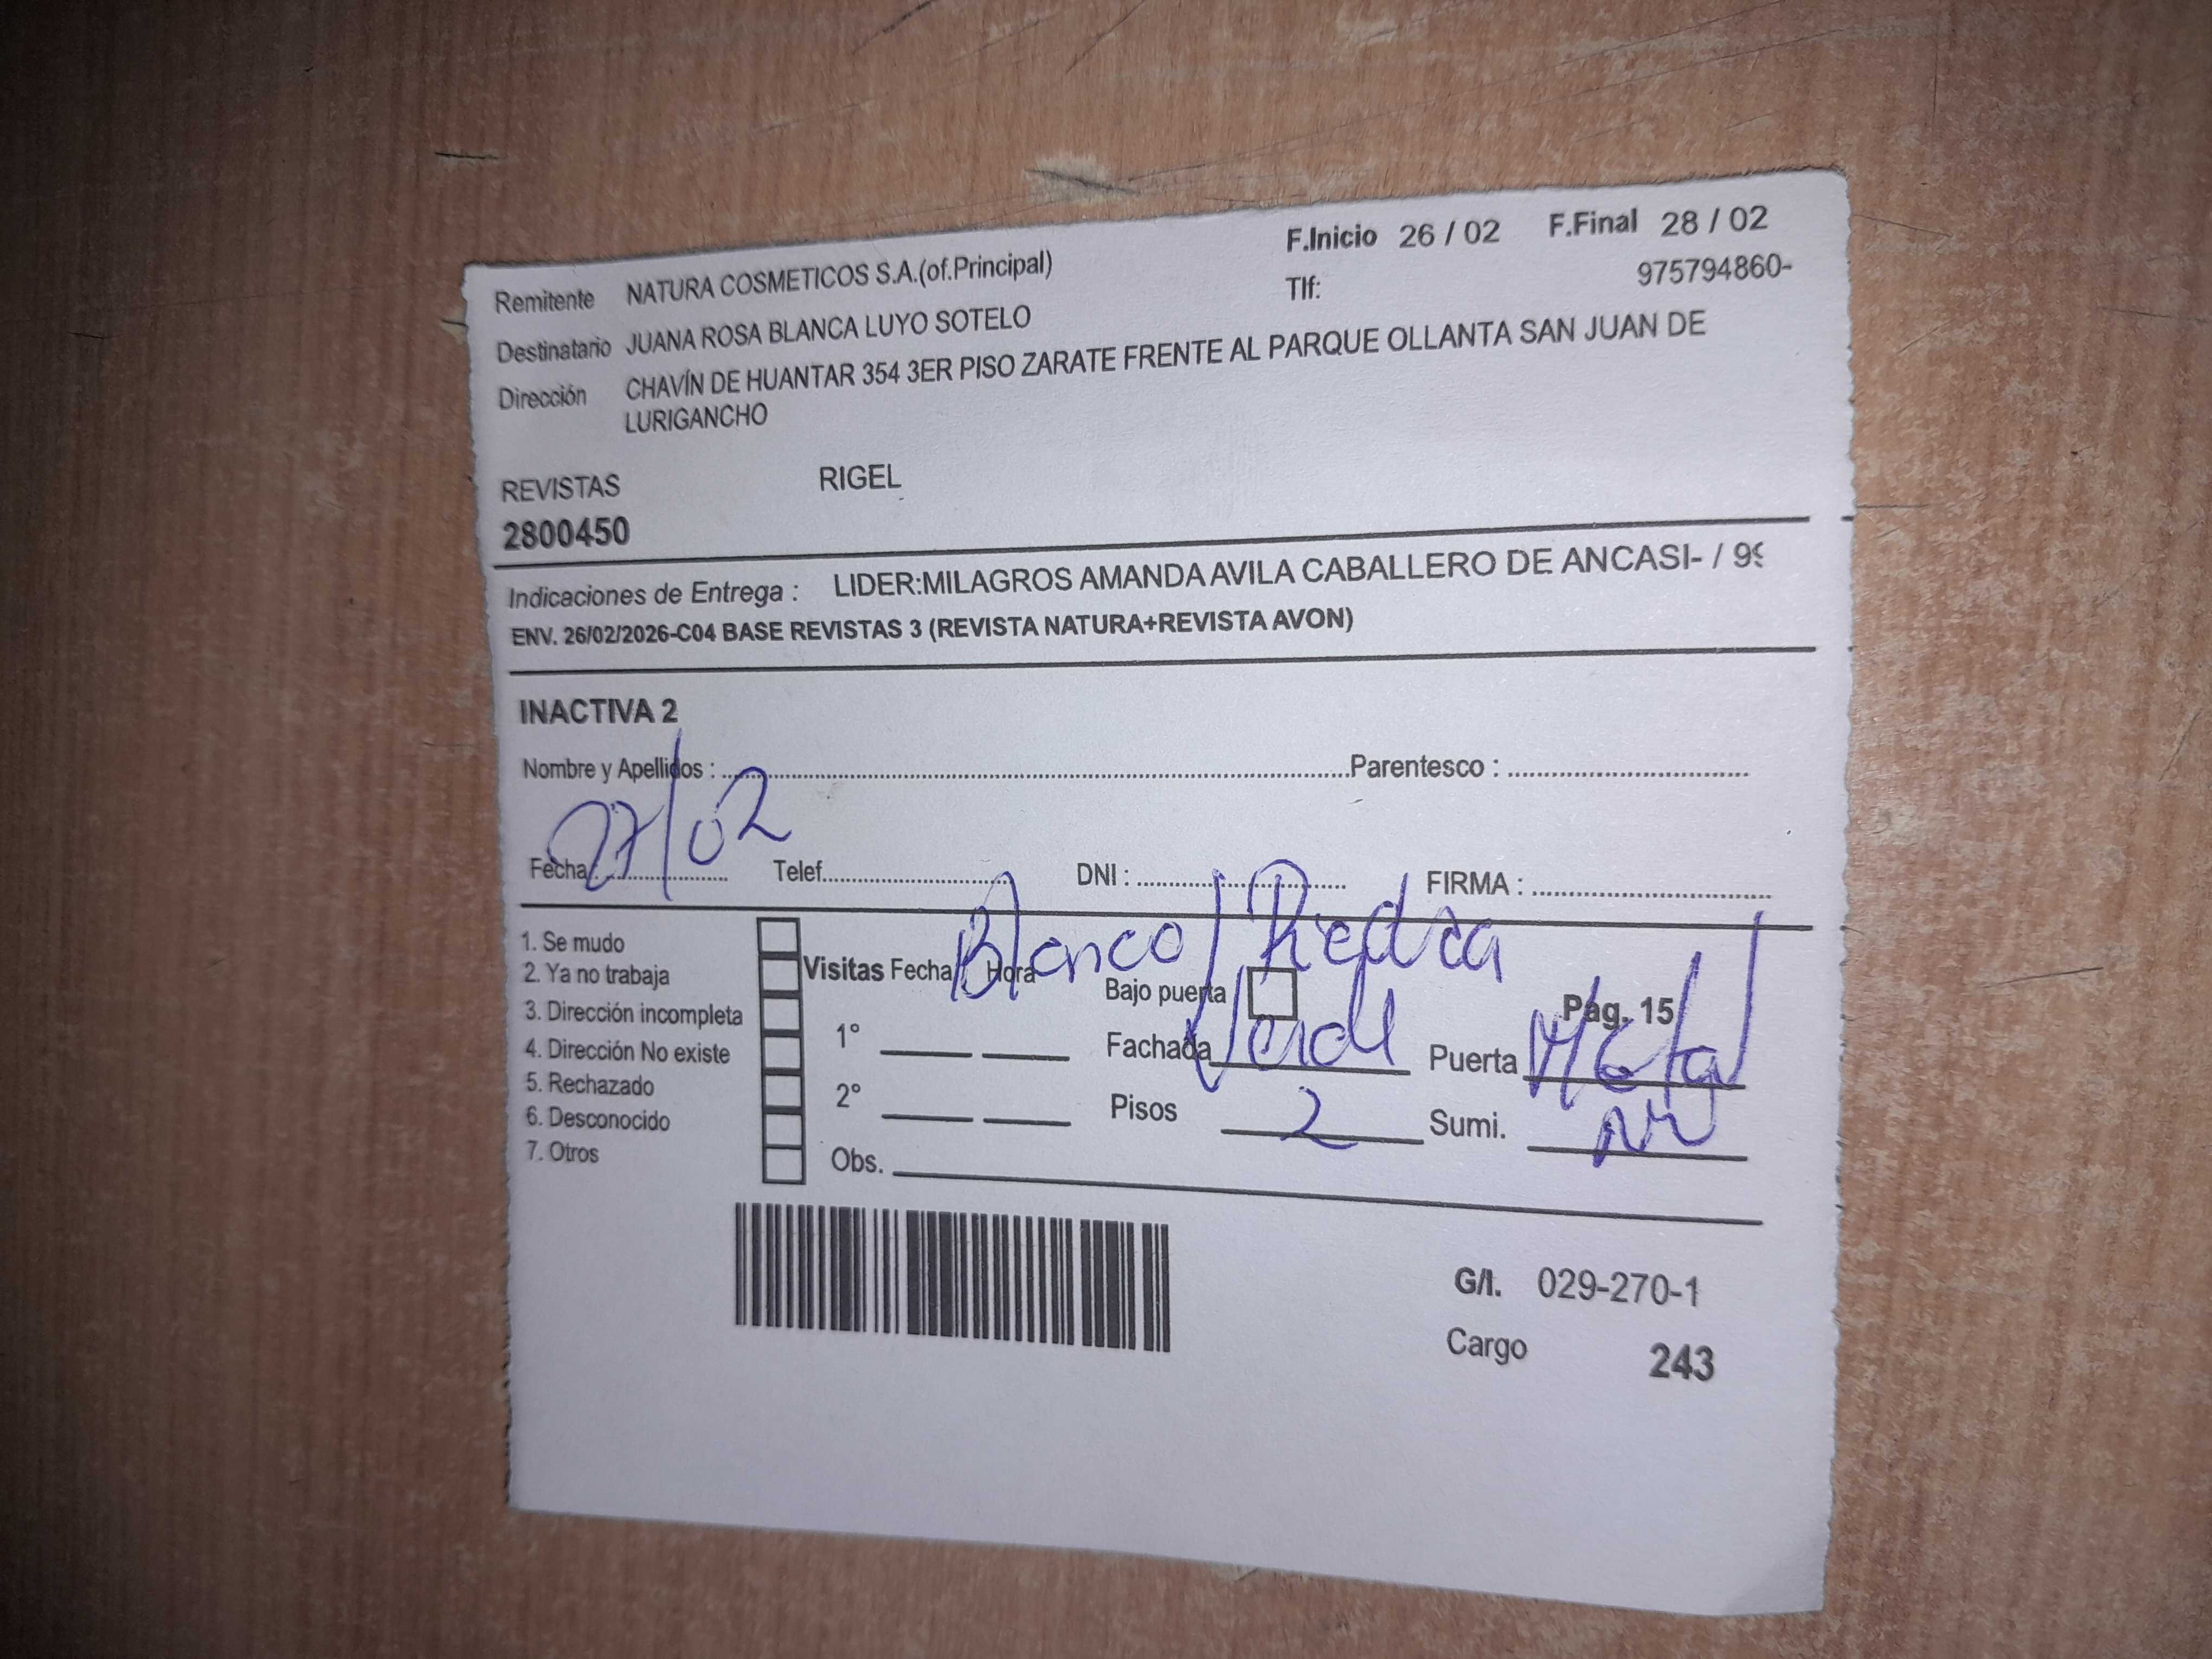 F.Inicio 26 / 02 F.Final 28 / 02
Remitente NATURA COSMETICOS S.A.(of.Principal) Tlf: 975794860-
Destinatario JUANA ROSA BLANCA LUYO SOTELO
Dirección CHAVÍN DE HUANTAR 354 3ER PISO ZARATE FRENTE AL PARQUE OLLANTA SAN JUAN DE
LURIGANCHO
REVISTAS RIGEL
2800450
Indicaciones de Entrega : LIDER:MILAGROS AMANDA AVILA CABALLERO DE ANCASI- / 99
ENV. 26/02/2026-C04 BASE REVISTAS 3 (REVISTA NATURA+REVISTA AVON)
INACTIVA 2
Nombre y Apellidos : Parentesco :
Fecha : 27/02 Telef. DNI : FIRMA :
Blanco/Piedra
1. Se mudo
2. Ya no trabaja Visitas Fecha Hora Bajo puerta Pag. 15
3. Dirección incompleta 1° Fachada Verde Puerta Metal
4. Dirección No existe
5. Rechazado 2° Pisos 2 Sumi.
6. Desconocido
7. Otros Obs.
G/I. 029-270-1
Cargo 243